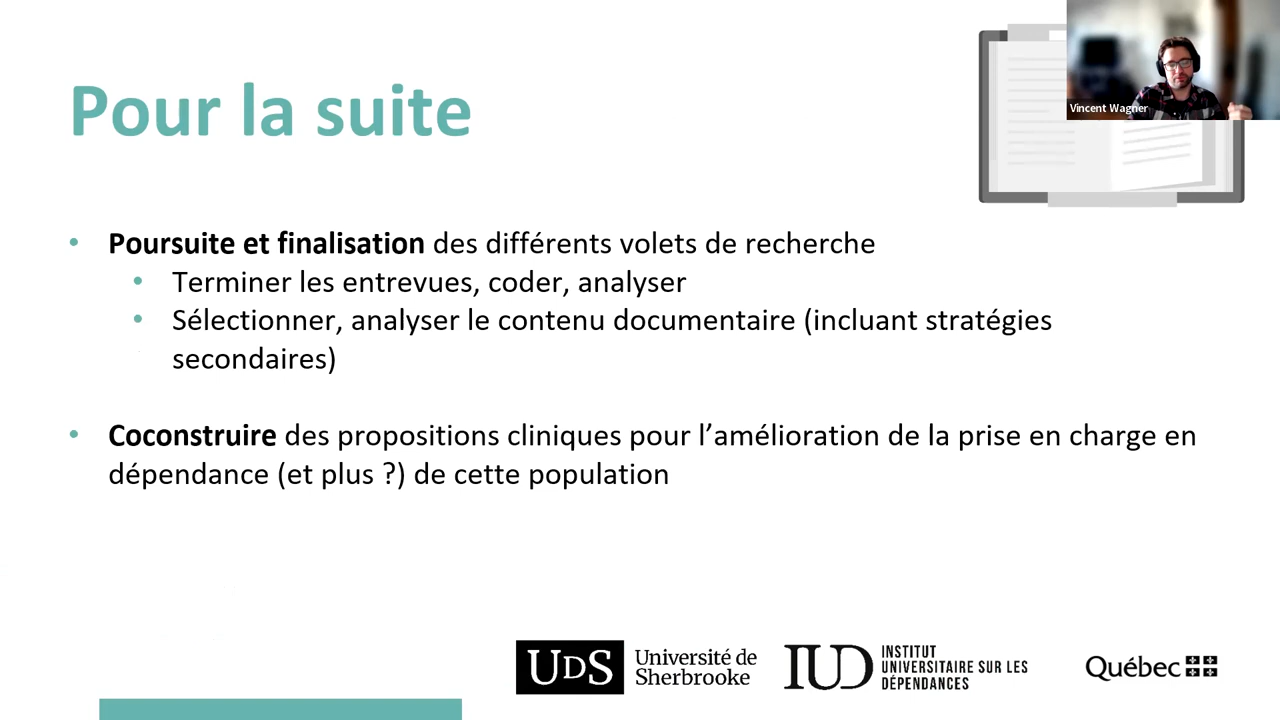 Pour la suite
Vincent Wagner
• Poursuite et finalisation des différents volets de recherche
• Terminer les entrevues, coder, analyser
• Sélectionner, analyser le contenu documentaire (incluant stratégies
secondaires)
• Coconstruire des propositions cliniques pour l’amélioration de la prise en charge en
dépendance (et plus ?) de cette population
UDS Université de
Sherbrooke
IUD INSTITUT
UNIVERSITAIRE SUR LES
DÉPENDANCES
Québec